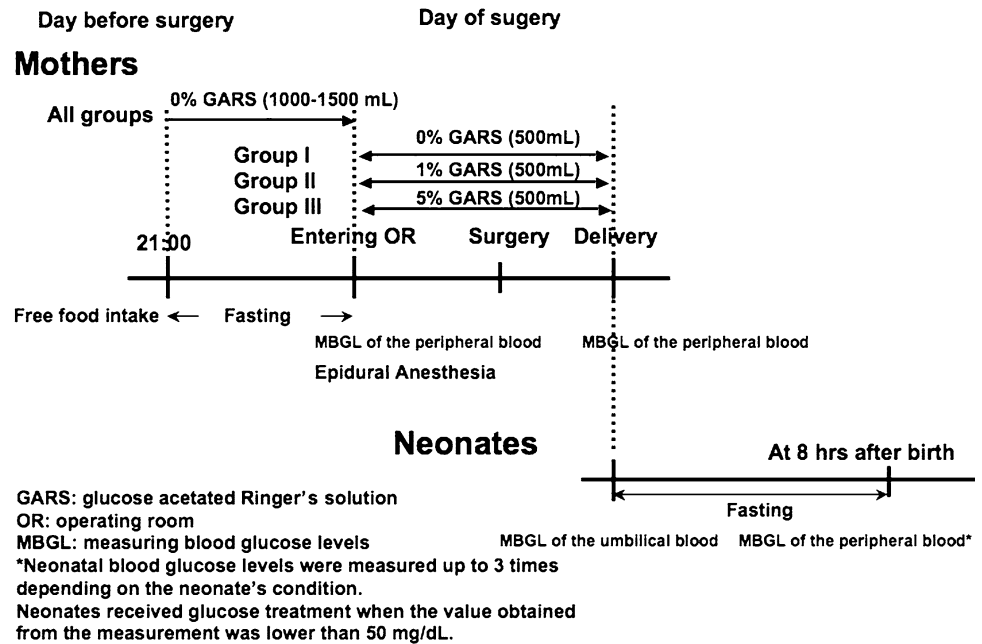 Day before surgery
Day of sugery
Mothers
All groups
0% GARS (1000-1500 mL)
0% GARS (500mL)
Group I
1% GARS (500mL)
Group II
5% GARS (500mL)
Group III
21:00
Entering OR
Surgery
Delivery
Free food intake
Fasting
MBGL of the peripheral blood
MBGL of the peripheral blood
Epidural Anesthesia
Neonates
At 8 hrs after birth
Fasting
MBGL of the umbilical blood
MBGL of the peripheral blood*
GARS: glucose acetated Ringer's solution
OR: operating room
MBGL: measuring blood glucose levels
*Neonatal blood glucose levels were measured up to 3 times
depending on the neonate's condition.
Neonates received glucose treatment when the value obtained
from the measurement was lower than 50 mg/dL.